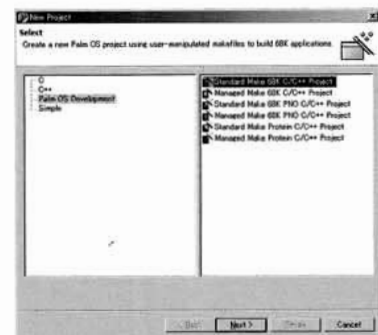 New Project
Select
Create a new Palm OS project using user-manipulated makefiles to build 68K applications.
C
C++
Palm OS Development
Simple
Standard Make 68K C/C++ Project
Managed Make 68K C/C++ Project
Standard Make 68K PNO C/C++ Project
Managed Make 68K PNO C/C++ Project
Standard Make Protein C/C++ Project
Managed Make Protein C/C++ Project
Next >
Cancel